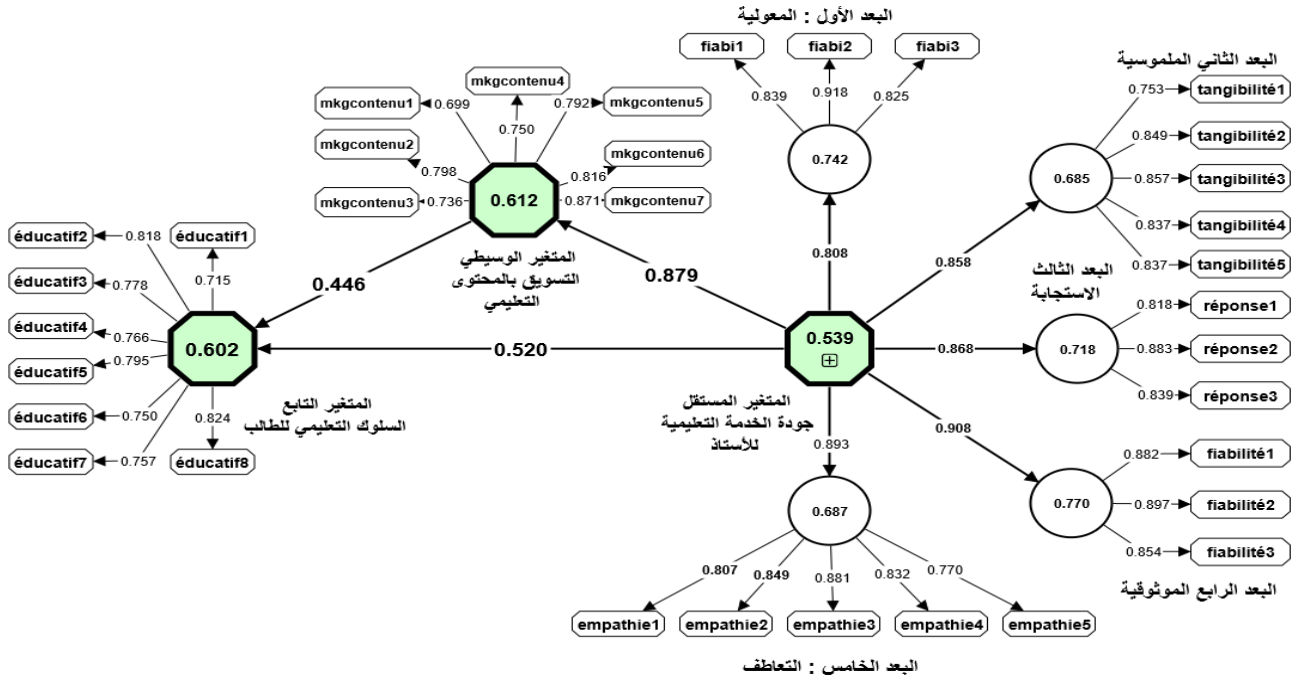 البعد الأول : المعولية
fiabi1
fiabi2
fiabi3
0.839
0.918
0.825
0.742
0.808
البعد الثاني الملموسية
tangibilité1
tangibilité2
tangibilité3
tangibilité4
tangibilité5
0.753
0.849
0.857
0.837
0.837
0.685
0.858
mkgcontenu4
mkgcontenu1
mkgcontenu5
mkgcontenu2
mkgcontenu6
mkgcontenu3
mkgcontenu7
0.699
0.750
0.792
0.798
0.816
0.736
0.871
0.612
المتغير الوسيطي
التسويق بالمحتوى
التعليمي
0.446
0.879
0.520
éducatif2
éducatif1
éducatif3
éducatif4
éducatif5
éducatif6
éducatif7
éducatif8
0.818
0.715
0.778
0.766
0.795
0.750
0.757
0.824
0.602
المتغير التابع
السلوك التعليمي للطالب
0.539
المتغير المستقل
جودة الخدمة التعليمية
للأستاذ
البعد الثالث
الاستجابة
réponse1
réponse2
réponse3
0.818
0.883
0.839
0.718
0.868
0.908
fiabilité1
fiabilité2
fiabilité3
0.882
0.897
0.854
0.770
البعد الرابع الموثوقية
0.893
0.687
0.807
0.849
0.881
0.832
0.770
empathie1
empathie2
empathie3
empathie4
empathie5
البعد الخامس : التعاطف